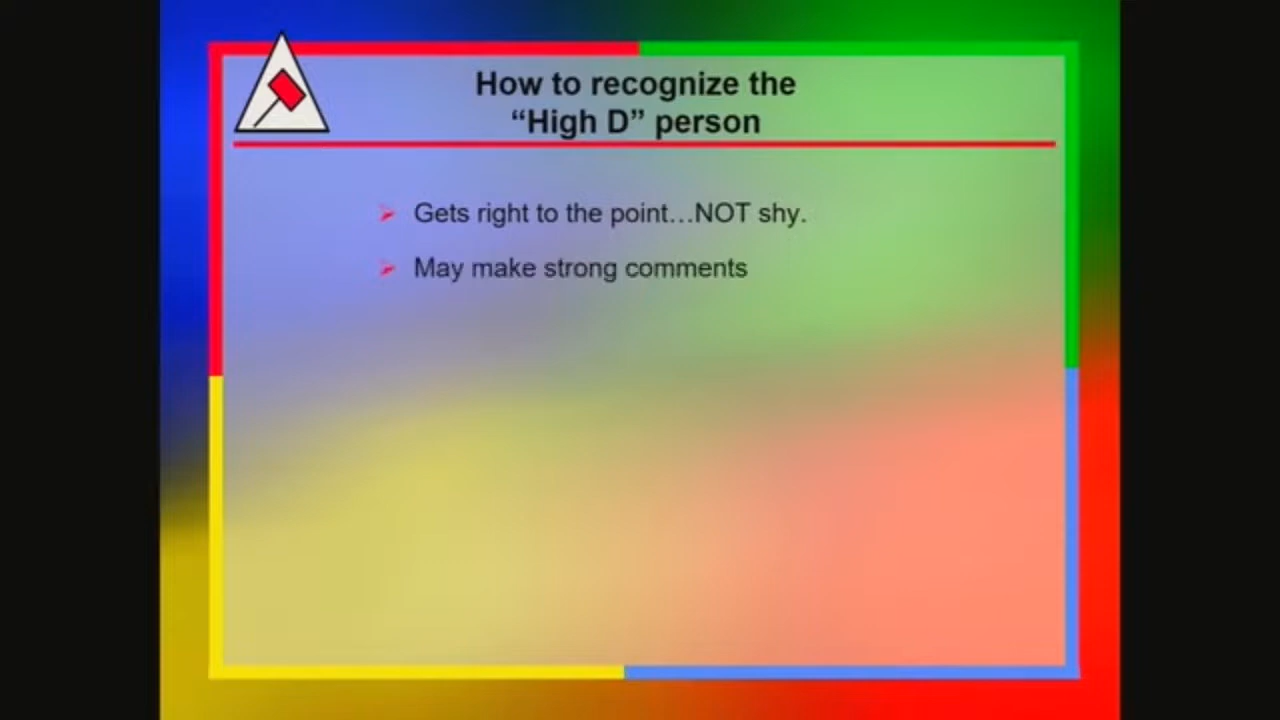 How to recognize the
“High D” person
Gets right to the point…NOT shy.
May make strong comments